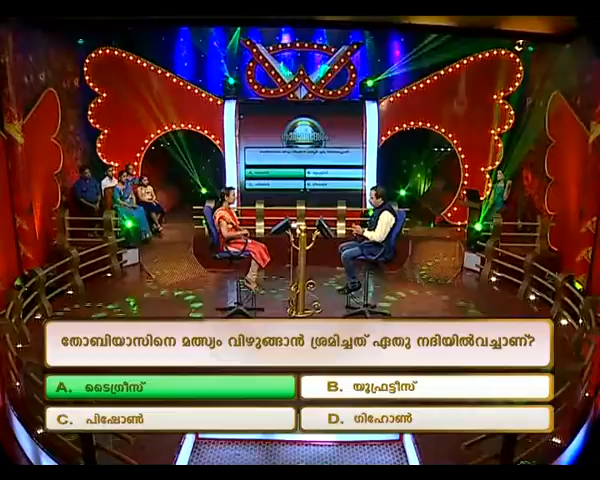 തോബിയാസിനെ മത്സ്യം വിഴുങ്ങാൻ ശ്രമിച്ചത് ഏതു നദിയിൽവച്ചാണ്?
A. ടൈഗ്രീസ് B. യൂഫ്രട്ടീസ്
C. പിഷോൺ D. ഗിഹോൺ